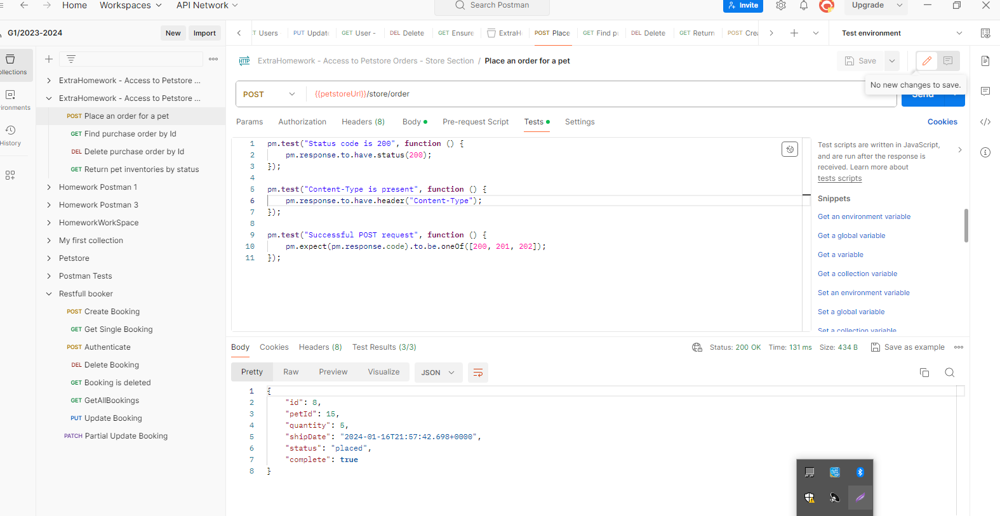 Home Workspaces API Network Search Postman Invite Upgrade
G1/2023-2024 New Import
Users PUT GET User - DEL Delete GET Ensure ExtraH POST Place GET Find DEL Delete GET Return POST Test environment
ollections
ironments
History
ExtraHomework - Access to Petstore ...
ExtraHomework - Access to Petstore ...
POST Place an order for a pet
GET Find purchase order by Id
DEL Delete purchase order by Id
GET Return pet inventories by status
Homework Postman 1
Homework Postman 3
HomeworkWorkSpace
My first collection
Petstore
Postman Tests
Restfull booker
POST Create Booking
GET Get Single Booking
POST Authenticate
DEL Delete Booking
GET Booking is deleted
GET GetAllBookings
PUT Update Booking
PATCH Partial Update Booking
HTTP ExtraHomework - Access to Petstore Orders - Store Section / Place an order for a pet Save
No new changes to save.
POST {{petstoreUrl}}/store/order Send
Params Authorization Headers (8) Body Pre-request Script Tests Settings Cookies
1 pm.test("Status code is 200", function () {
2 pm.response.to.have.status(200);
3 });
4
5 pm.test("Content-Type is present", function () {
6 pm.response.to.have.header("Content-Type");
7 });
8
9 pm.test("Successful POST request", function () {
10 pm.expect(pm.response.code).to.be.oneOf([200, 201, 202]);
11 });
Test scripts are written in JavaScript,
and are run after the response is
received. Learn more about
tests scripts
Snippets
Get an environment variable
Get a global variable
Get a variable
Get a collection variable
Set an environment variable
Set a global variable
Set a collection variable
Body Cookies Headers (8) Test Results (3/3) Status: 200 OK Time: 131 ms Size: 434 B Save as example
Pretty Raw Preview Visualize JSON
1 {
2 "id": 8,
3 "petId": 15,
4 "quantity": 5,
5 "shipDate": "2024-01-16T21:57:42.698+0000",
6 "status": "placed",
7 "complete": true
8 }